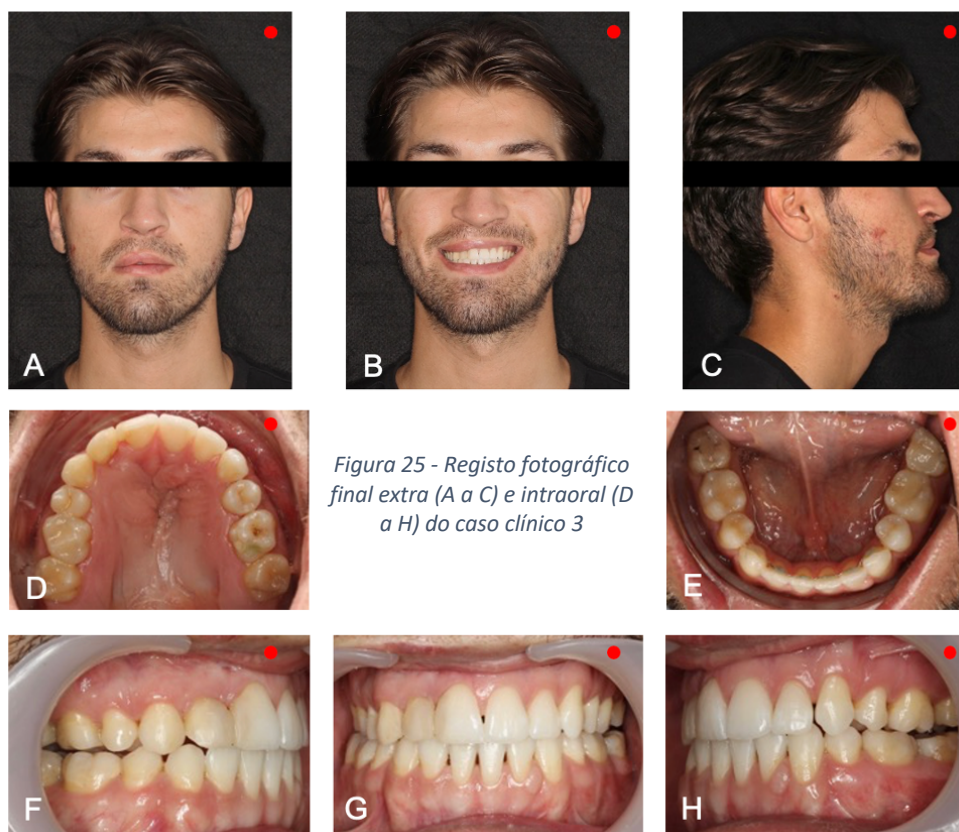 A
B
C
D
Figura 25 - Registo fotográfico
final extra (A a C) e intraoral (D
a H) do caso clínico 3
E
F
G
H